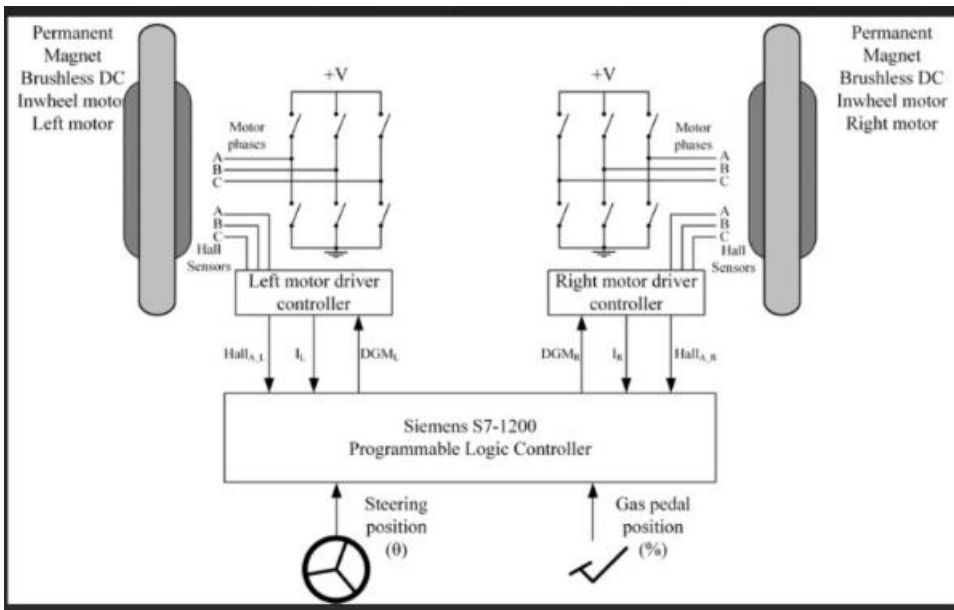 Permanent
Magnet
Brushless DC
Inwheel motor
Left motor
Permanent
Magnet
Brushless DC
Inwheel motor
Right motor
+V
+V
Motor
phases
A
B
C
Motor
phases
A
B
C
A
B
C
Hall
Sensors
A
B
C
Hall
Sensors
Left motor driver
controller
Right motor driver
controller
HallA_L
IL
DGML
DGMR
IR
HallA_R
Siemens S7-1200
Programmable Logic Controller
Steering
position
(θ)
Gas pedal
position
(%)